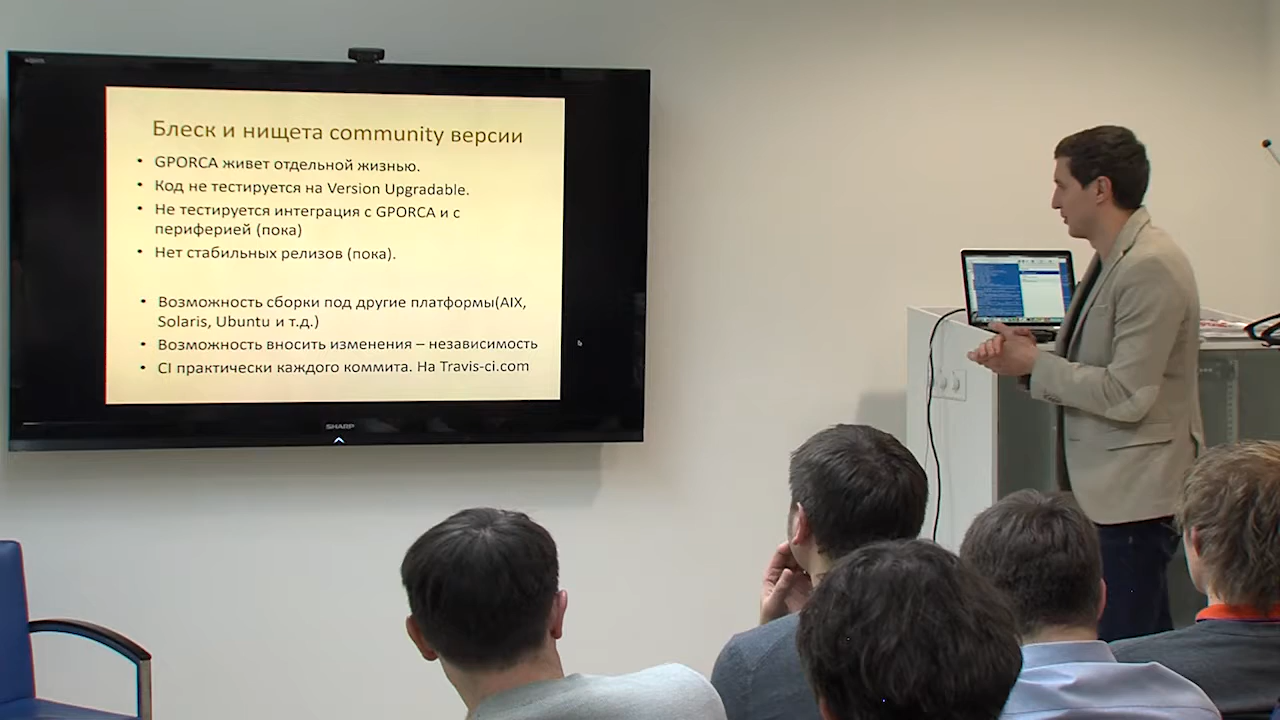 Блеск и нищета community версии
• GPORCA живет отдельной жизнью.
• Код не тестируется на Version Upgradable.
• Не тестируется интеграция с GPORCA и с
периферией (пока)
• Нет стабильных релизов (пока).
• Возможность сборки под другие платформы(AIX,
Solaris, Ubuntu и т.д.)
• Возможность вносить изменения – независимость
• CI практически каждого коммита. На Travis-ci.com
SHARP